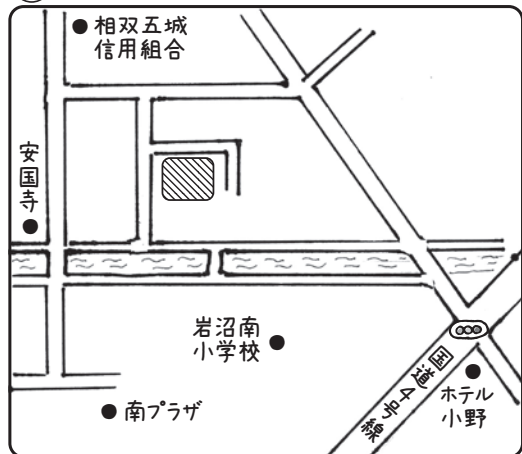 相双五城
信用組合
安国寺
岩沼南
小学校
国道4号線
ホテル
小野
南プラザ